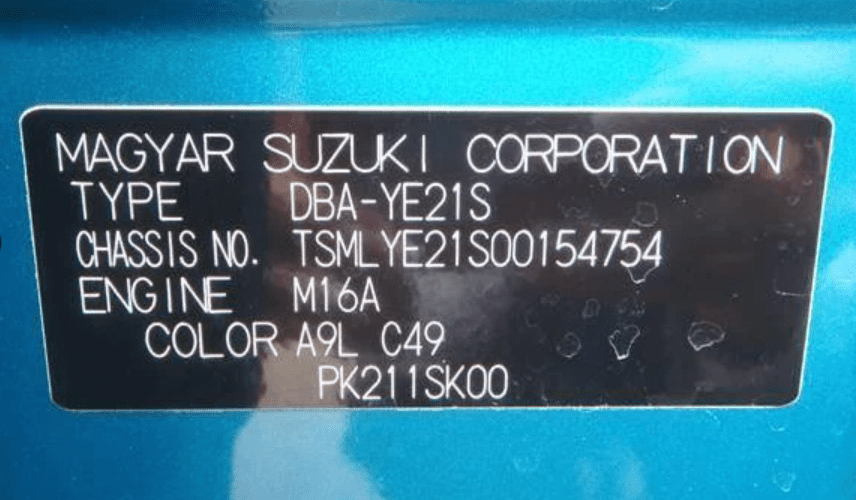 MAGYAR SUZUKI CORPORATION
TYPE DBA-YE21S
CHASSIS NO. TSMLYE21S00154754
ENGINE M16A
COLOR A9L C49
PK211SK00